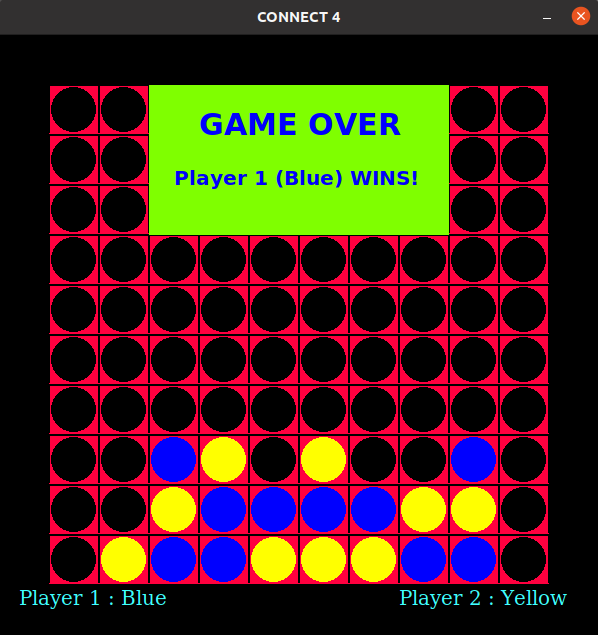 CONNECT 4
GAME OVER
Player 1 (Blue) WINS!
Player 1 : Blue
Player 2 : Yellow